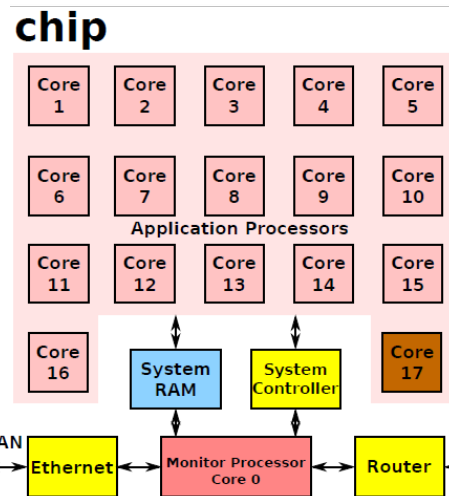 chip
Core
1
Core
2
Core
3
Core
4
Core
5
Core
6
Core
7
Core
8
Core
9
Core
10
Application Processors
Core
11
Core
12
Core
13
Core
14
Core
15
Core
16
System
RAM
System
Controller
Core
17
AN
Ethernet
Monitor Processor
Core 0
Router